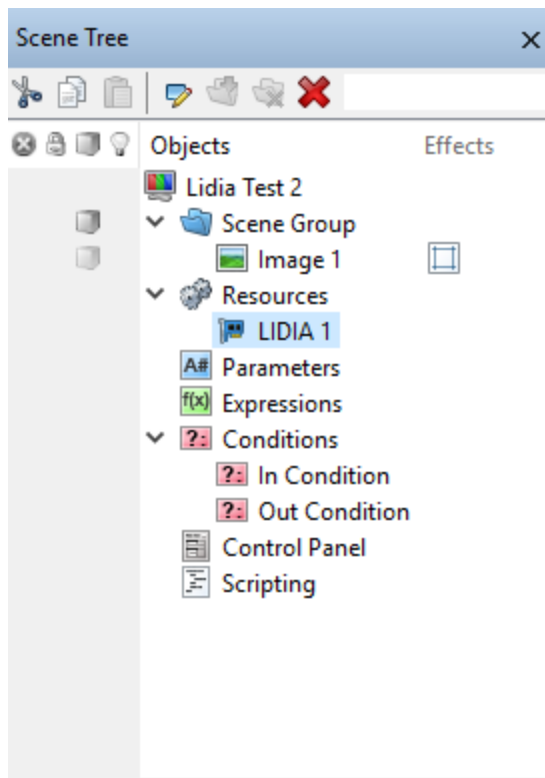 Scene Tree
Objects Effects
Lidia Test 2
Scene Group
Image 1
Resources
LIDIA 1
A# Parameters
f(x) Expressions
?: Conditions
?: In Condition
?: Out Condition
Control Panel
Scripting